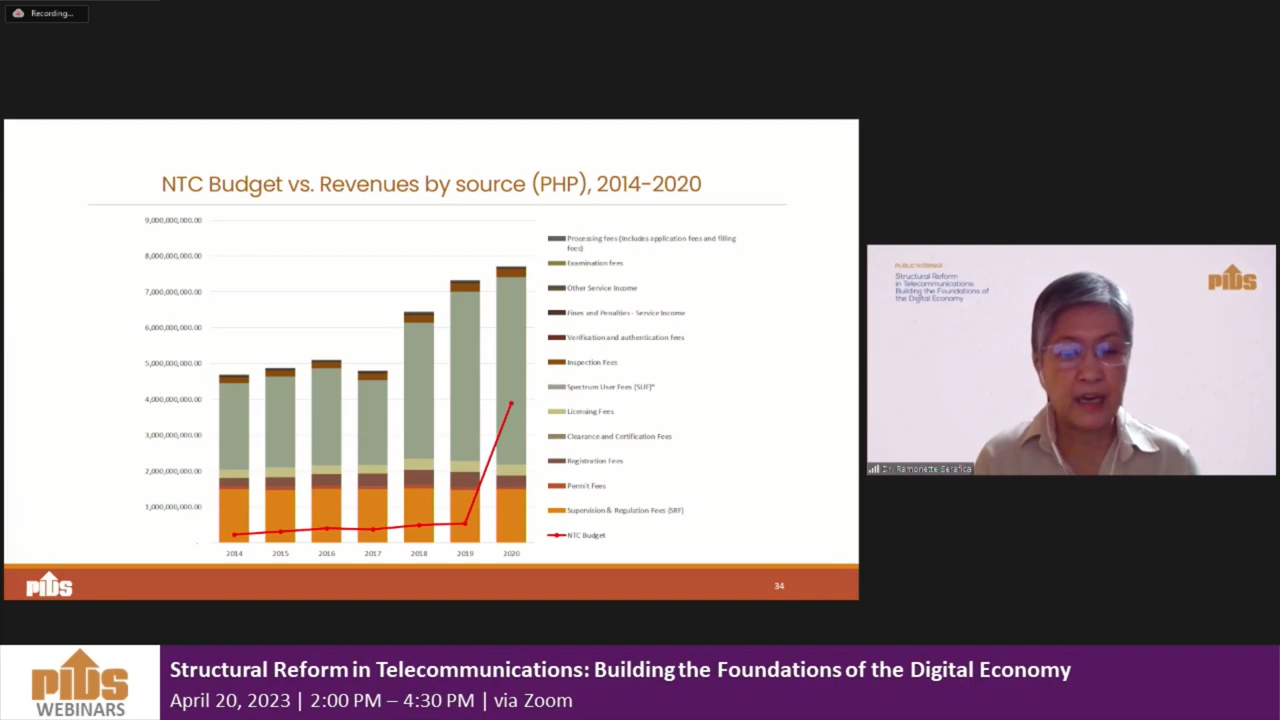 Recording...
NTC Budget vs. Revenues by source (PHP), 2014-2020
9,000,000,000.00
8,000,000,000.00
7,000,000,000.00
6,000,000,000.00
5,000,000,000.00
4,000,000,000.00
3,000,000,000.00
2,000,000,000.00
1,000,000,000.00
-
2014 2015 2016 2017 2018 2019 2020
Processing fees (Includes application fees and filling
fees)
Examination fees
Other Service Income
Fines and Penalties - Service Income
Verification and authentication fees
Inspection Fees
Spectrum User Fees (SUF)*
Licensing Fees
Clearance and Certification Fees
Registration Fees
Permit Fees
Supervision & Regulation Fees (SRF)
NTC Budget
PIDS
34
PUBLIC WEBINAR
Structural Reform
in Telecommunications:
Building the Foundations of
the Digital Economy
PIDS
Dr. Ramonette Serafica
PIDS
WEBINARS
Structural Reform in Telecommunications: Building the Foundations of the Digital Economy
April 20, 2023 | 2:00 PM – 4:30 PM | via Zoom